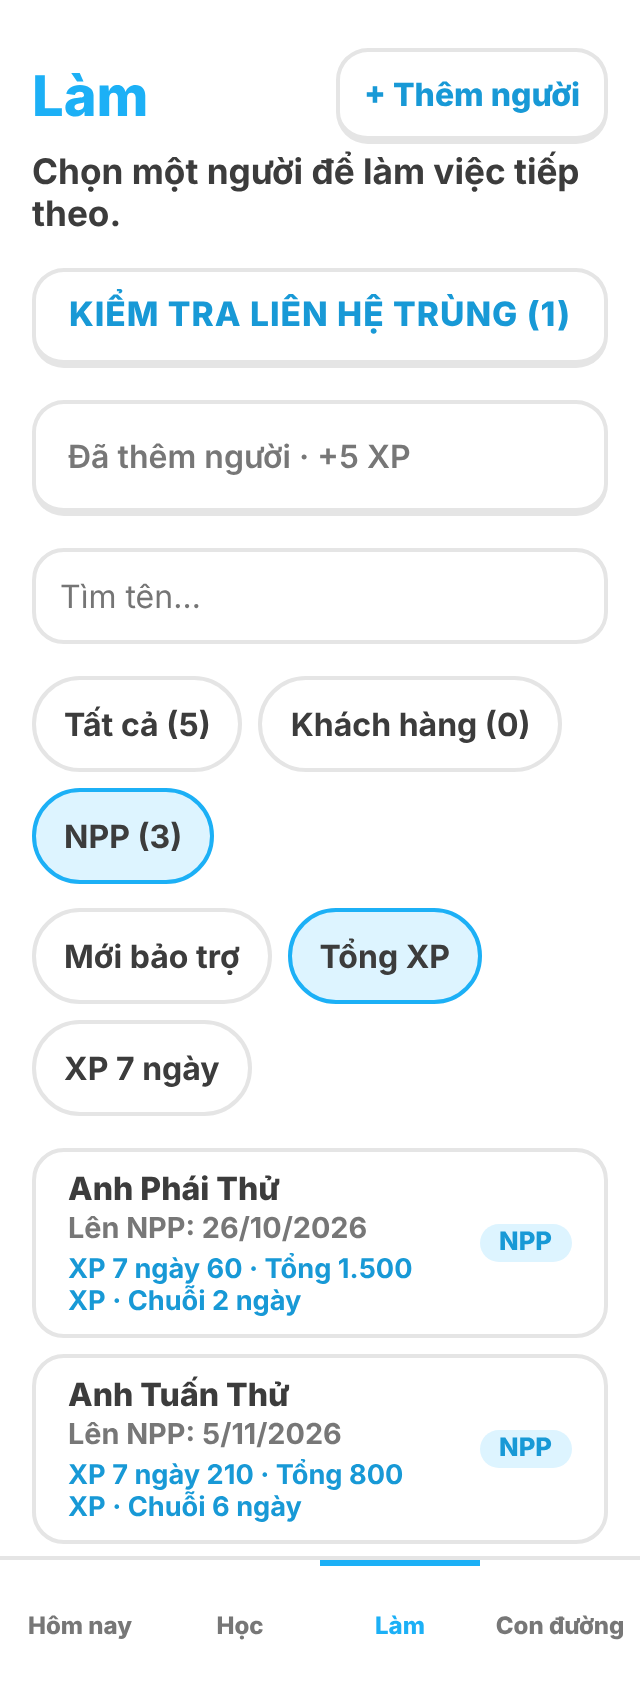 Làm
+ Thêm người
Chọn một người để làm việc tiếp
theo.
KIỂM TRA LIÊN HỆ TRÙNG (1)
Đã thêm người · +5 XP
Tìm tên...
Tất cả (5)
Khách hàng (0)
NPP (3)
Mới bảo trợ
Tổng XP
XP 7 ngày
Anh Phái Thử
Lên NPP: 26/10/2026
XP 7 ngày 60 · Tổng 1.500
XP · Chuỗi 2 ngày
NPP
Anh Tuấn Thử
Lên NPP: 5/11/2026
XP 7 ngày 210 · Tổng 800
XP · Chuỗi 6 ngày
NPP
Hôm nay
Học
Làm
Con đường